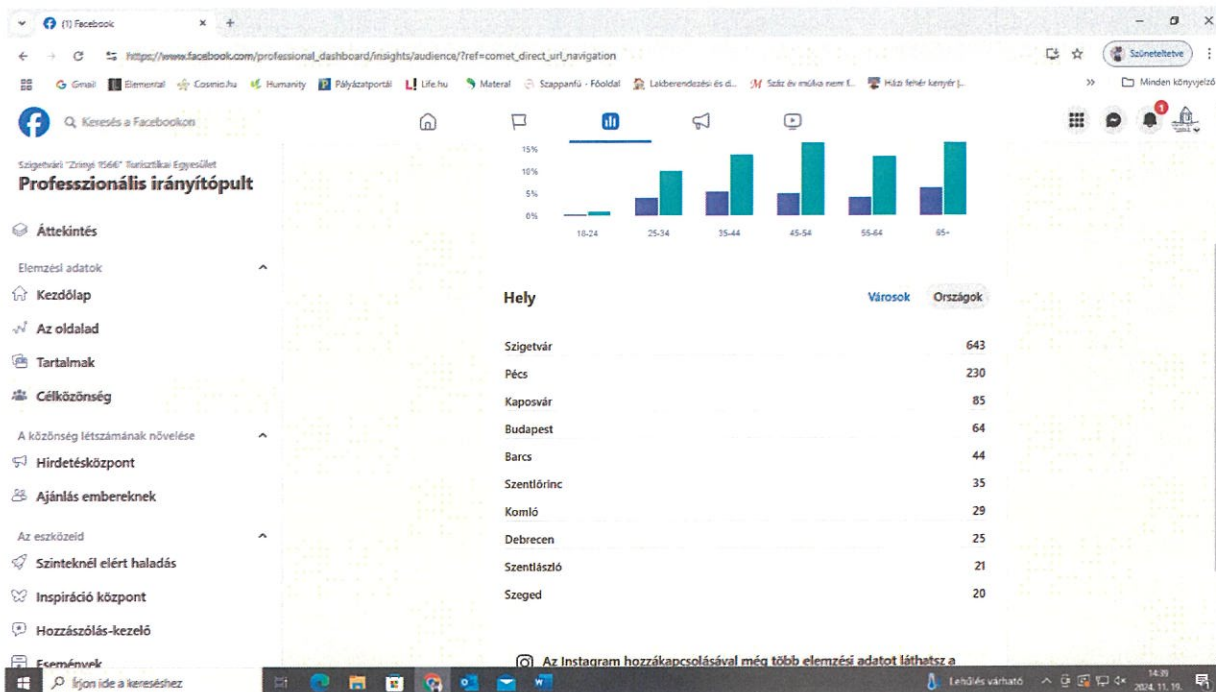 (1) Facebook
https://www.facebook.com/professional_dashboard/insights/audience/?ref=comet_direct_url_navigation
Szüneteltetve
Gmail Elemental Cosmic.hu Humanity Pályázatportál Life.hu Materal Szappanfű - Főoldal Lakberendezési és d... Száz év múlva nem f... Házi fehér kenyér |... » Minden könyvjelző
Keresés a Facebookon
1
Szigetvári "Zrínyi 1566" Turisztikai Egyesület
Professzionális irányítópult
Áttekintés
Elemzési adatok
Kezdőlap
Az oldalad
Tartalmak
Célközönség
A közönség létszámának növelése
Hirdetésközpont
Ajánlás embereknek
Az eszközeid
Szinteknél elért haladás
Inspiráció központ
Hozzászólás-kezelő
Események
15%
10%
5%
0%
18-24 25-34 35-44 45-54 55-64 65+
Hely Városok Országok
Szigetvár 643
Pécs 230
Kaposvár 85
Budapest 64
Barcs 44
Szentlőrinc 35
Komló 29
Debrecen 25
Szentlászló 21
Szeged 20
Az Instagram hozzákapcsolásával még több elemzési adatot láthatsz a
Írjon ide a kereséshez
Lehűlés várható
14:39
2024. 11. 19.